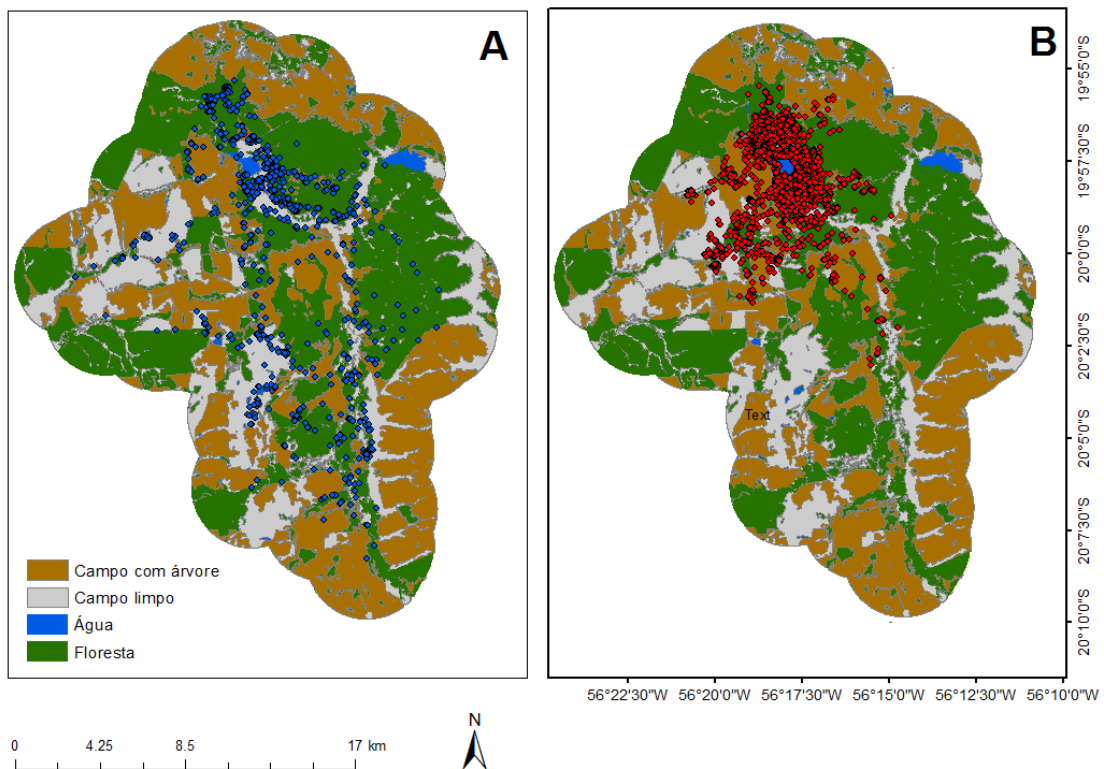 A
B
Campo com árvore
Campo limpo
Água
Floresta
Text
19°55'0"S
19°57'30"S
20°0'0"S
20°2'30"S
20°5'0"S
20°7'30"S
20°10'0"S
56°22'30"W 56°20'0"W 56°17'30"W 56°15'0"W 56°12'30"W 56°10'0"W
N
0 4.25 8.5 17 km